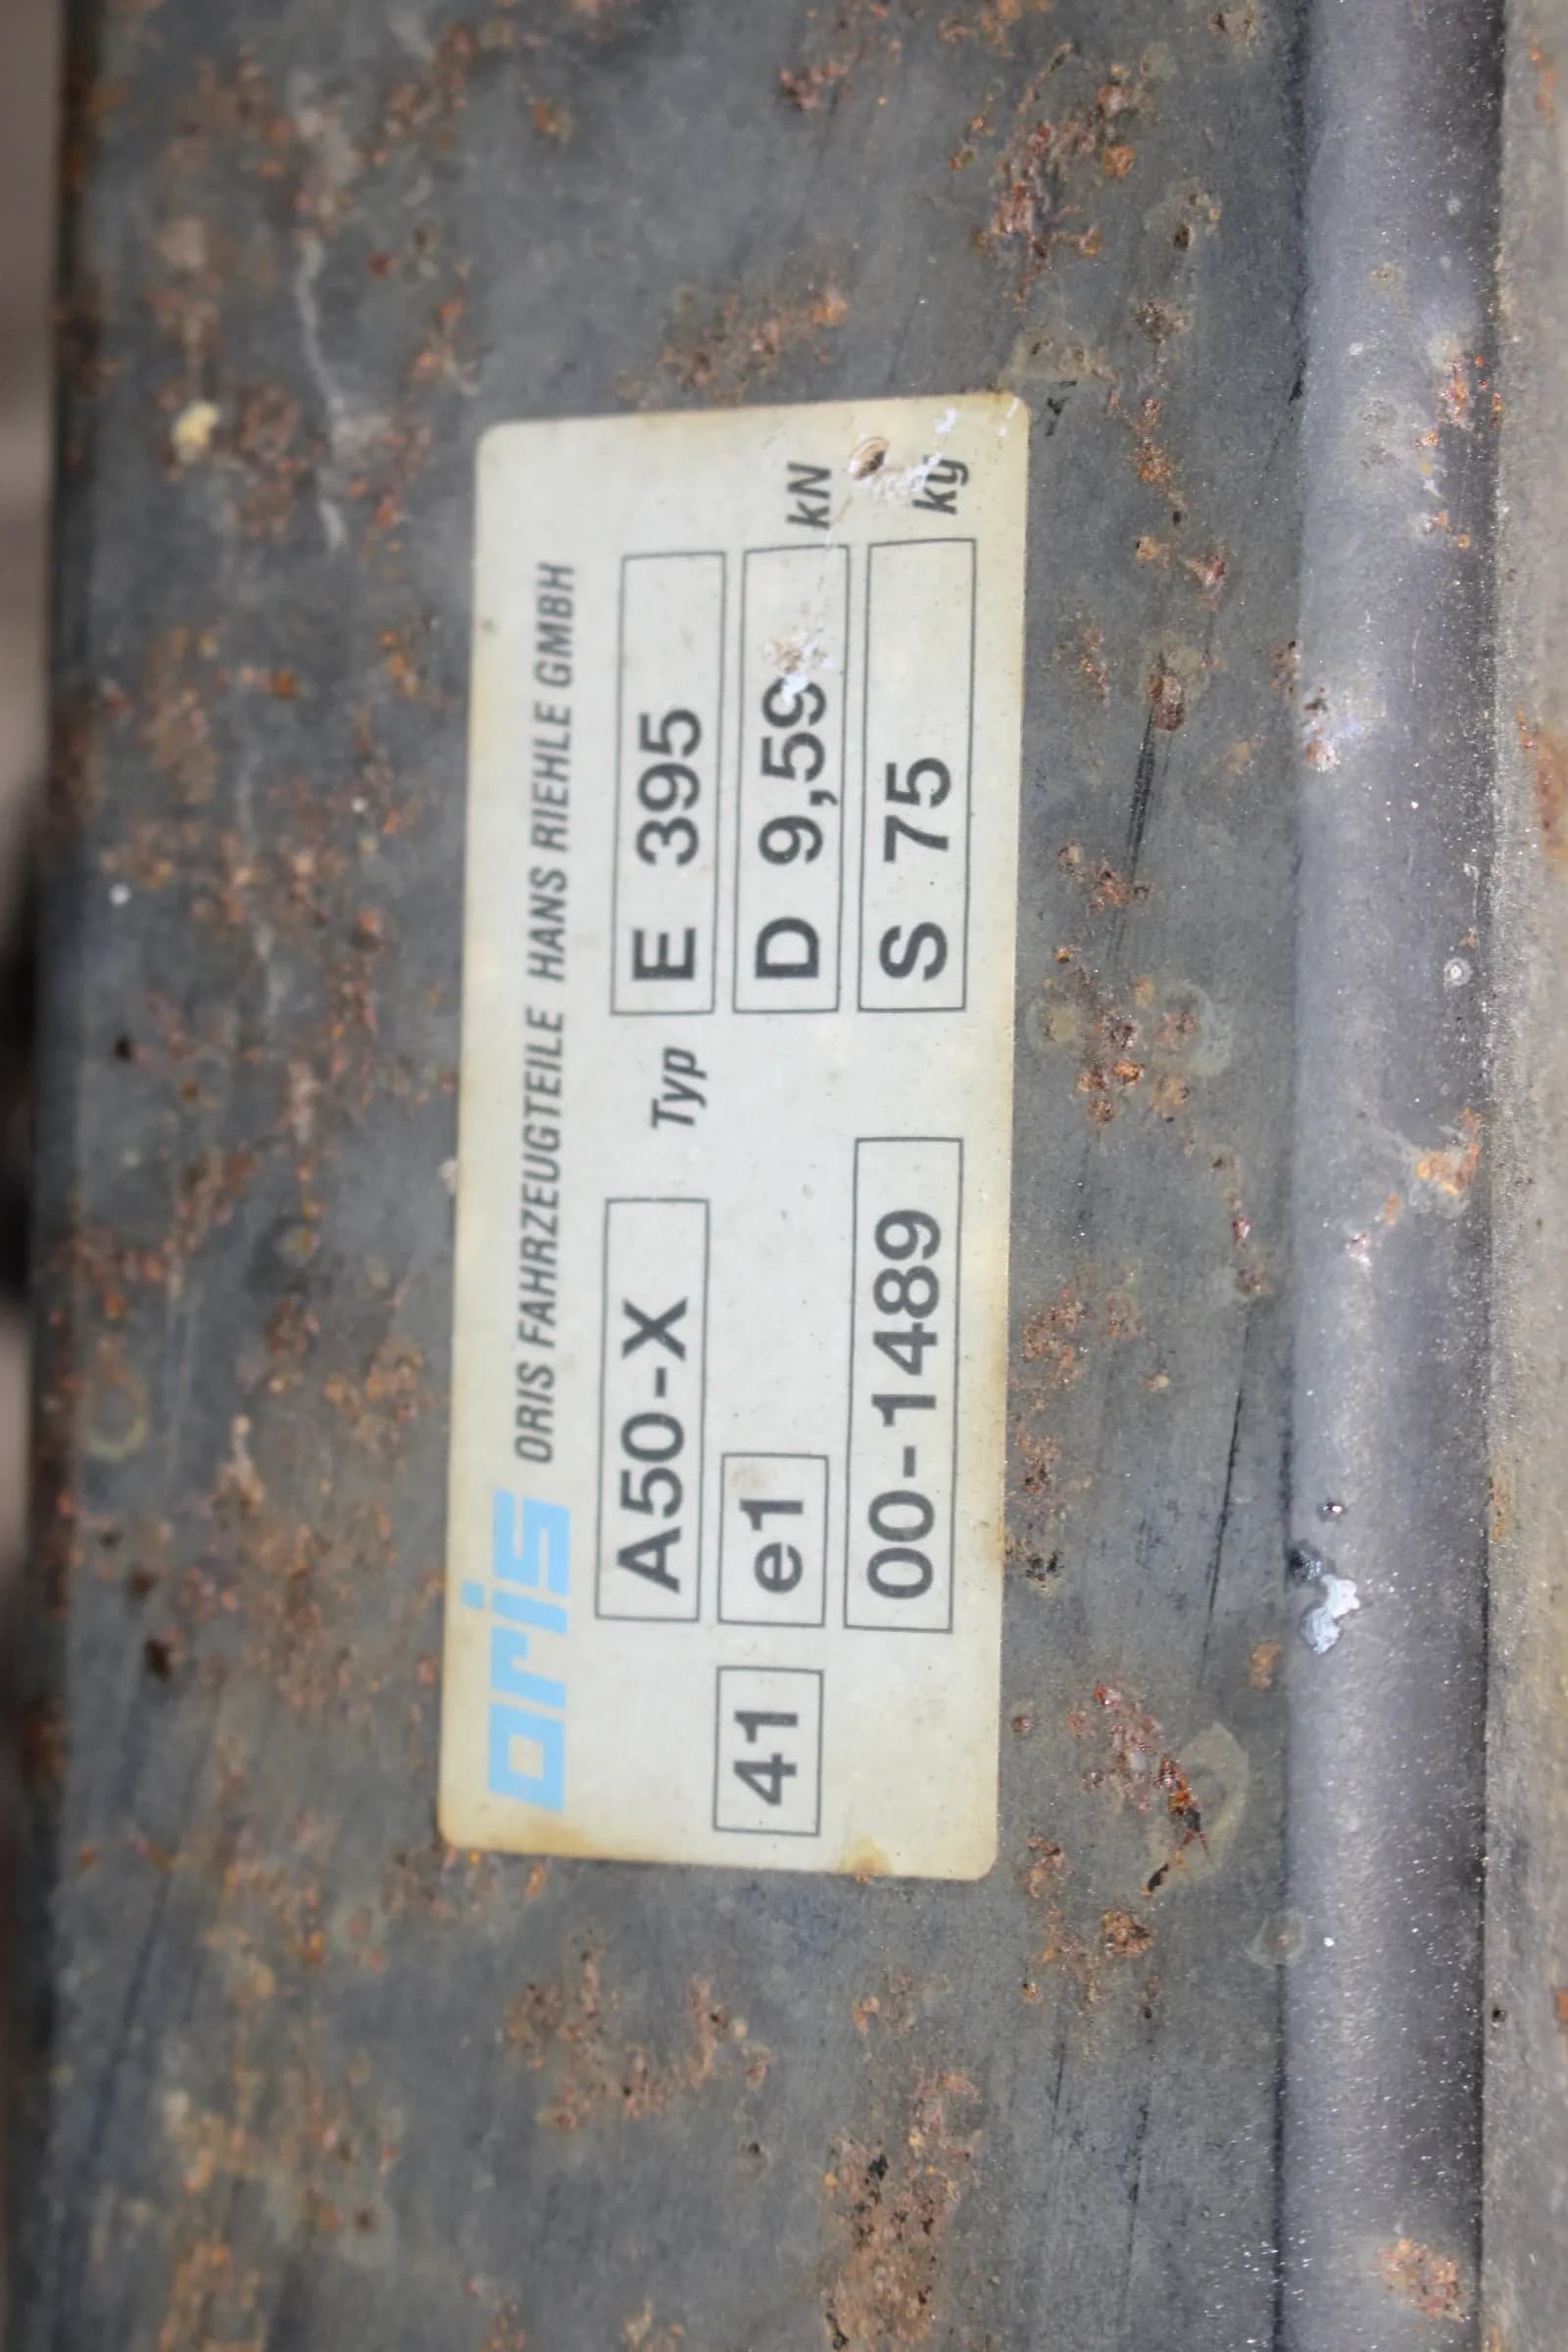 oris ORIS FAHRZEUGTEILE HANS RIEHLE GMBH
A50-X Typ E 395
41 e1 D 9,59 kN
00-1489 S 75 kg